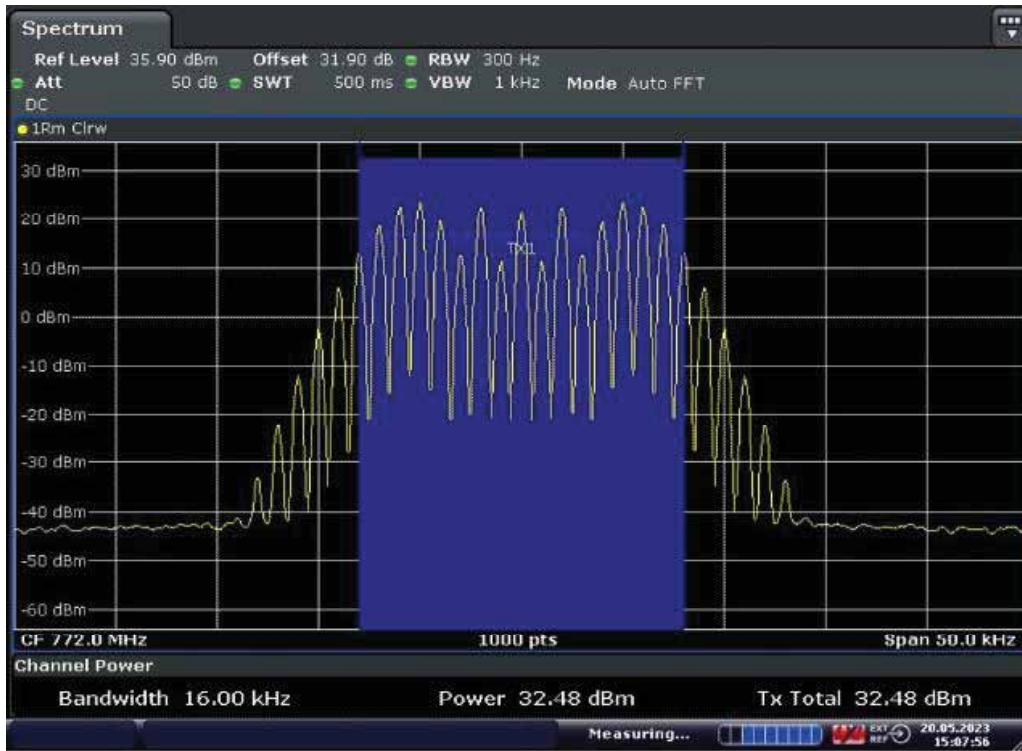 Spectrum
Ref Level 35.90 dBm Offset 31.90 dB RBW 300 Hz
Att 50 dB SWT 500 ms VBW 1 kHz Mode Auto FFT
DC
1Rm Clrw
30 dBm
20 dBm
TX1
10 dBm
0 dBm
-10 dBm
-20 dBm
-30 dBm
-40 dBm
-50 dBm
-60 dBm
CF 772.0 MHz 1000 pts Span 50.0 kHz
Channel Power
Bandwidth 16.00 kHz Power 32.48 dBm Tx Total 32.48 dBm
Measuring... EXT REF 20.05.2023
15:07:56